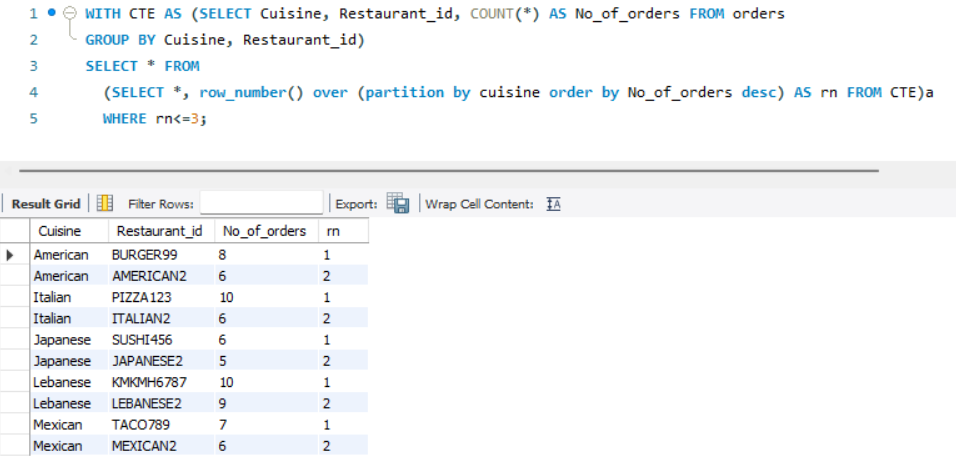 1 WITH CTE AS (SELECT Cuisine, Restaurant_id, COUNT(*) AS No_of_orders FROM orders
2 GROUP BY Cuisine, Restaurant_id)
3 SELECT * FROM
4 (SELECT *, row_number() over (partition by cuisine order by No_of_orders desc) AS rn FROM CTE)a
5 WHERE rn<=3;
Result Grid Filter Rows: Export: Wrap Cell Content: IA
Cuisine Restaurant_id No_of_orders rn
American BURGER99 8 1
American AMERICAN2 6 2
Italian PIZZA123 10 1
Italian ITALIAN2 6 2
Japanese SUSHI456 6 1
Japanese JAPANESE2 5 2
Lebanese KMKMH6787 10 1
Lebanese LEBANESE2 9 2
Mexican TACO789 7 1
Mexican MEXICAN2 6 2